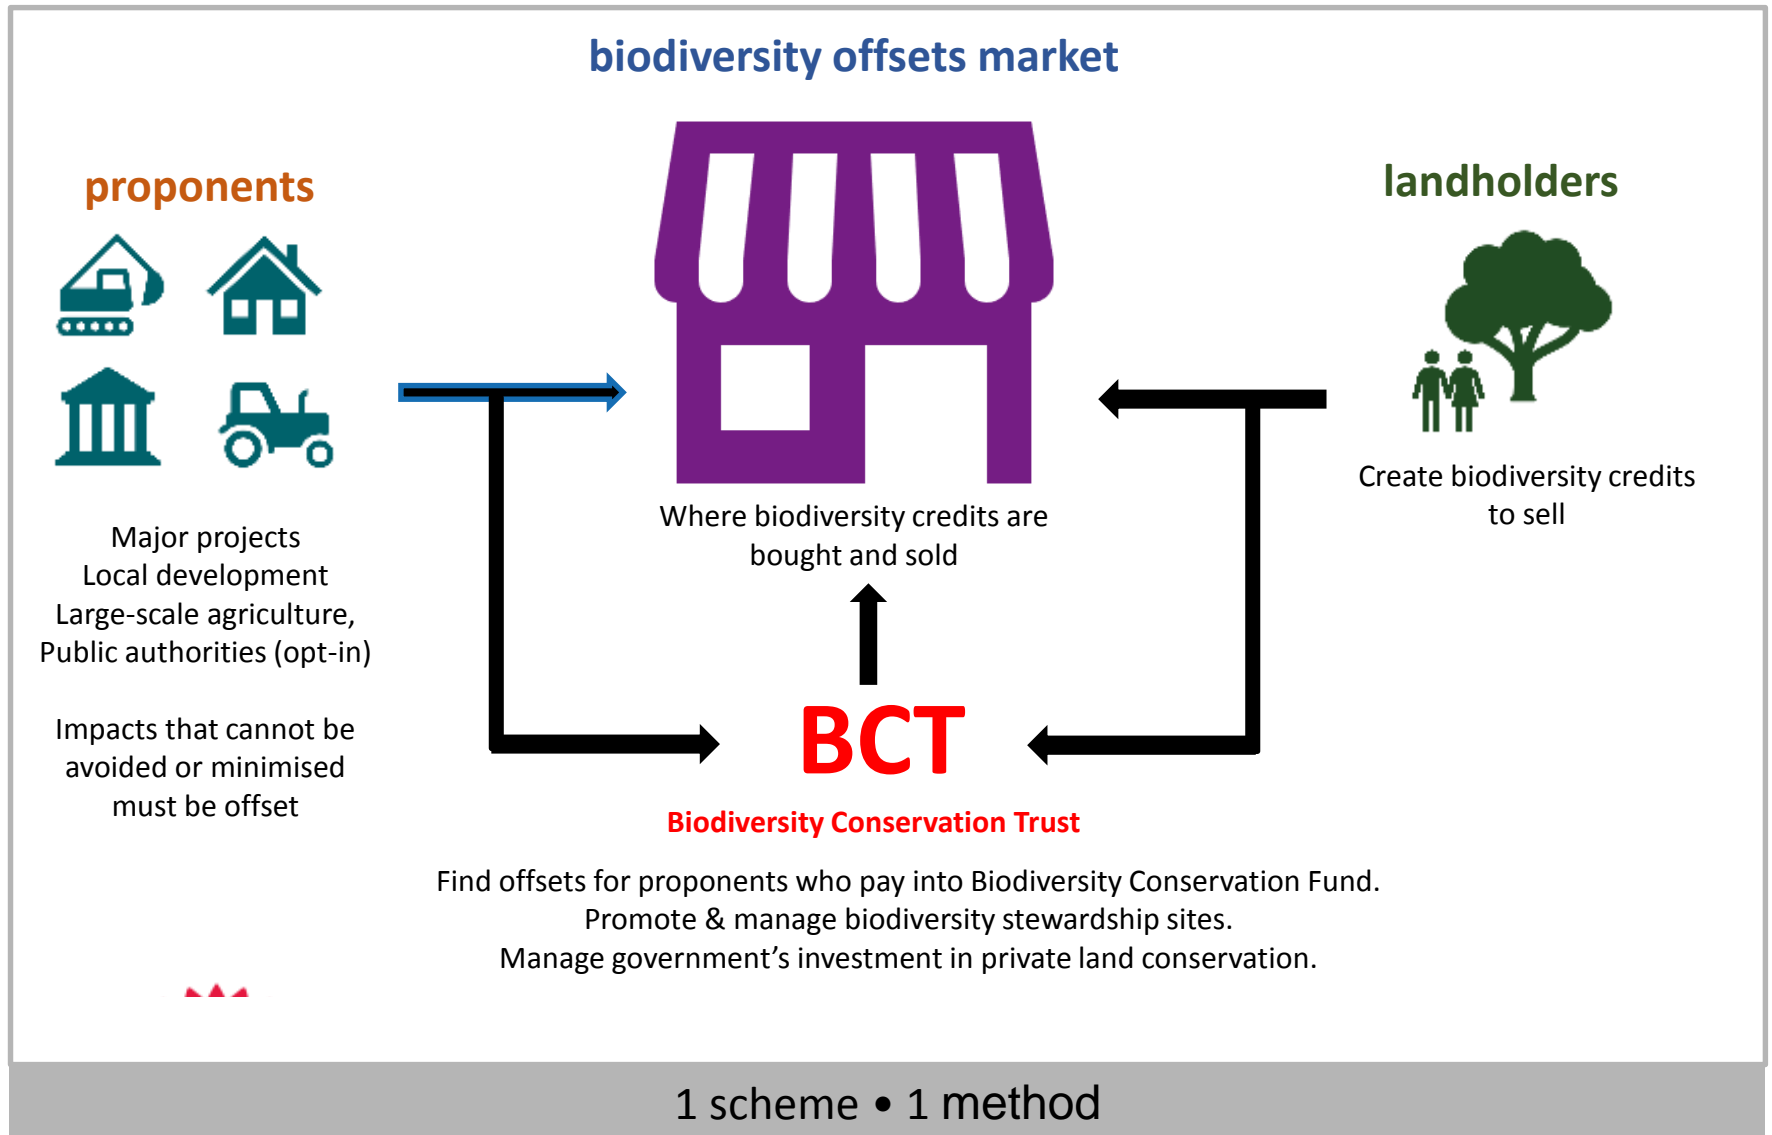 biodiversity offsets market
proponents
Major projects
Local development
Large-scale agriculture,
Public authorities (opt-in)
Impacts that cannot be
avoided or minimised
must be offset
Where biodiversity credits are
bought and sold
landholders
Create biodiversity credits
to sell
BCT
Biodiversity Conservation Trust
Find offsets for proponents who pay into Biodiversity Conservation Fund.
Promote & manage biodiversity stewardship sites.
Manage government’s investment in private land conservation.
1 scheme • 1 method